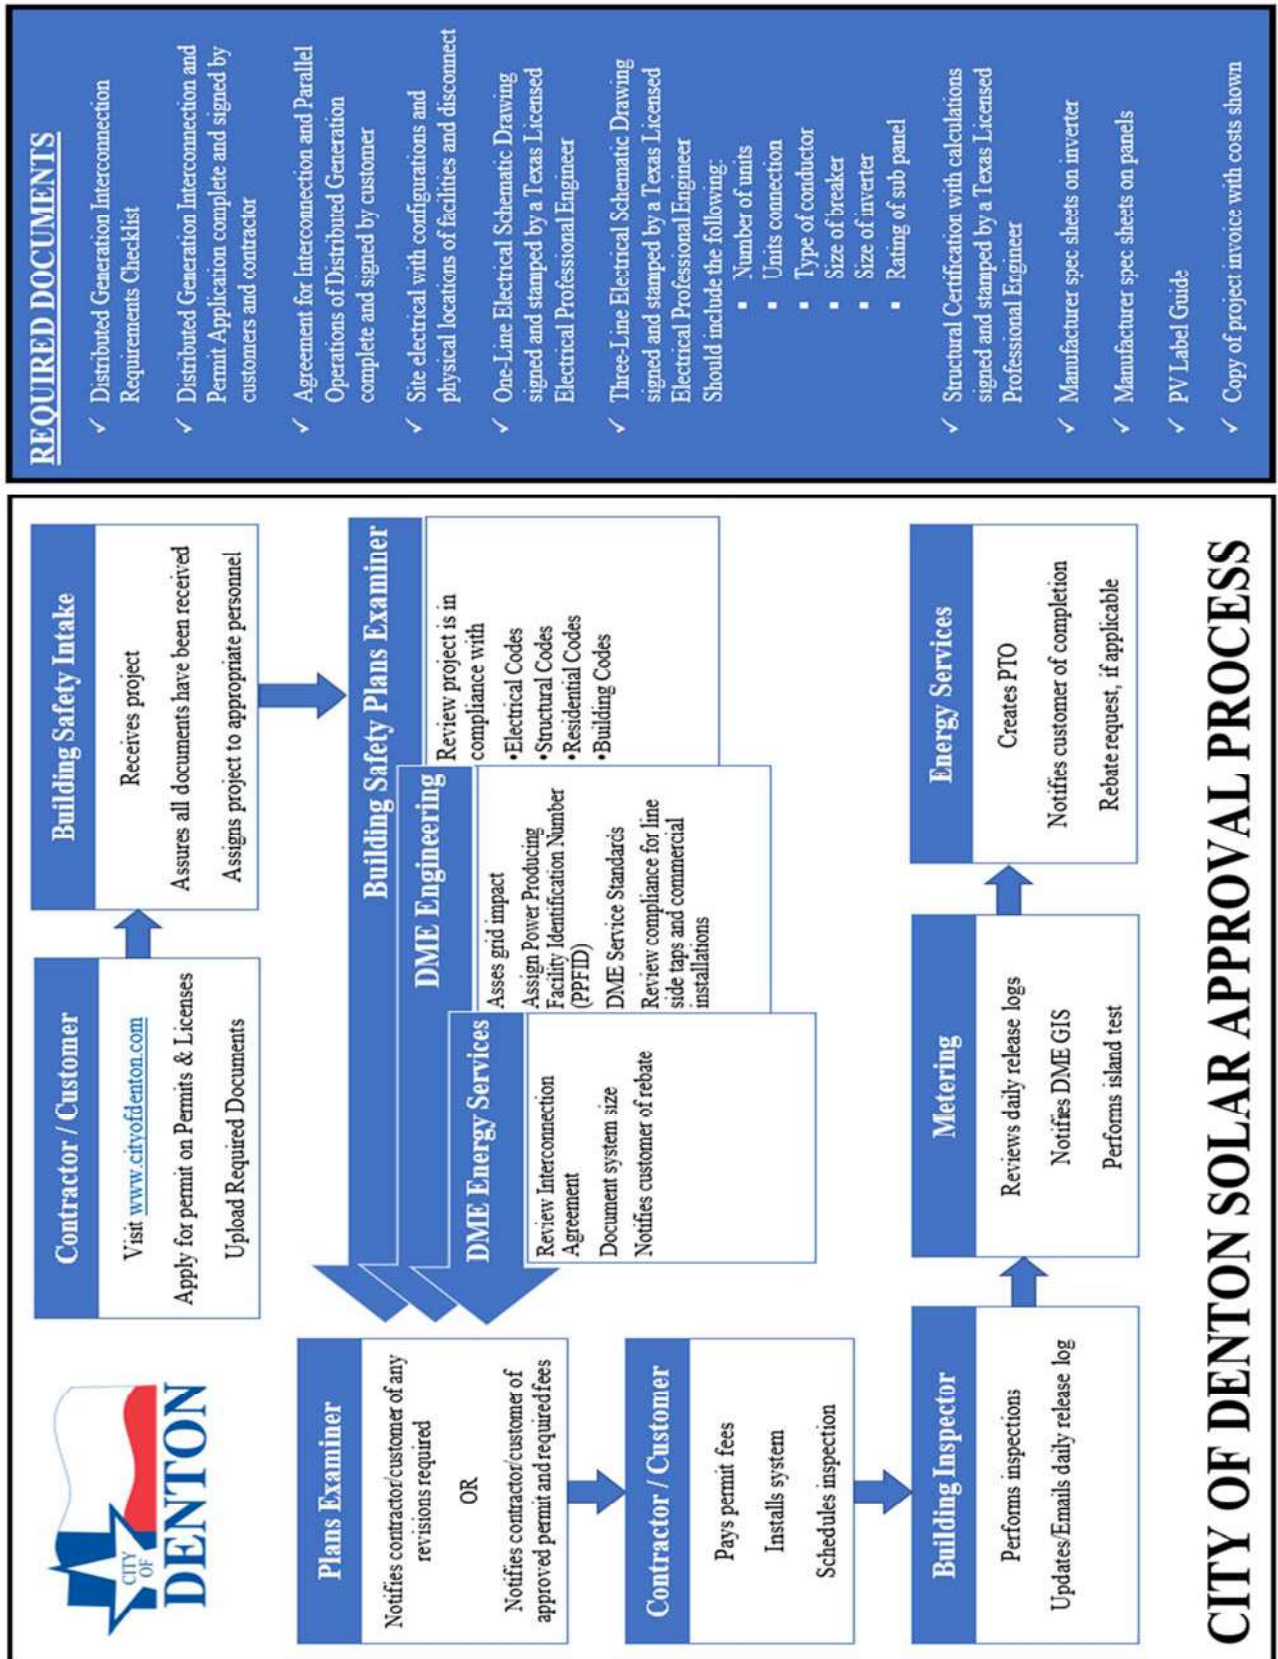 CITY
OF
DENTON
Contractor / Customer
Visit www.cityofdenton.com
Apply for permit on Permits & Licenses
Upload Required Documents
Building Safety Intake
Receives project
Assures all documents have been received
Assigns project to appropriate personnel
Building Safety Plans Examiner
Review project is in
compliance with
•Electrical Codes
•Structural Codes
•Residential Codes
•Building Codes
DME Engineering
Asses grid impact
Assign Power Producing
Facility Identification Number
(PPFID)
DME Service Standards
Review compliance for line
side taps and commercial
installations
DME Energy Services
Review Interconnection
Agreement
Document system size
Notifies customer of rebate
Plans Examiner
Notifies contractor/customer of any
revisions required
OR
Notifies contractor/customer of
approved permit and required fees
Contractor / Customer
Pays permit fees
Installs system
Schedules inspection
Building Inspector
Performs inspections
Updates/Emails daily release log
Metering
Reviews daily release logs
Notifies DME GIS
Performs island test
Energy Services
Creates PTO
Notifies customer of completion
Rebate request, if applicable
CITY OF DENTON SOLAR APPROVAL PROCESS
REQUIRED DOCUMENTS
✓ Distributed Generation Interconnection
Requirements Checklist
✓ Distributed Generation Interconnection and
Permit Application complete and signed by
customers and contractor
✓ Agreement for Interconnection and Parallel
Operations of Distributed Generation
complete and signed by customer
✓ Site electrical with configurations and
physical locations of facilities and disconnect
✓ One-Line Electrical Schematic Drawing
signed and stamped by a Texas Licensed
Electrical Professional Engineer
✓ Three-Line Electrical Schematic Drawing
signed and stamped by a Texas Licensed
Electrical Professional Engineer
Should include the following:
▪ Number of units
▪ Units connection
▪ Type of conductor
▪ Size of breaker
▪ Size of inverter
▪ Rating of sub panel
✓ Structural Certification with calculations
signed and stamped by a Texas Licensed
Professional Engineer
✓ Manufacturer spec sheets on inverter
✓ Manufacturer spec sheets on panels
✓ PV Label Guide
✓ Copy of project invoice with costs shown